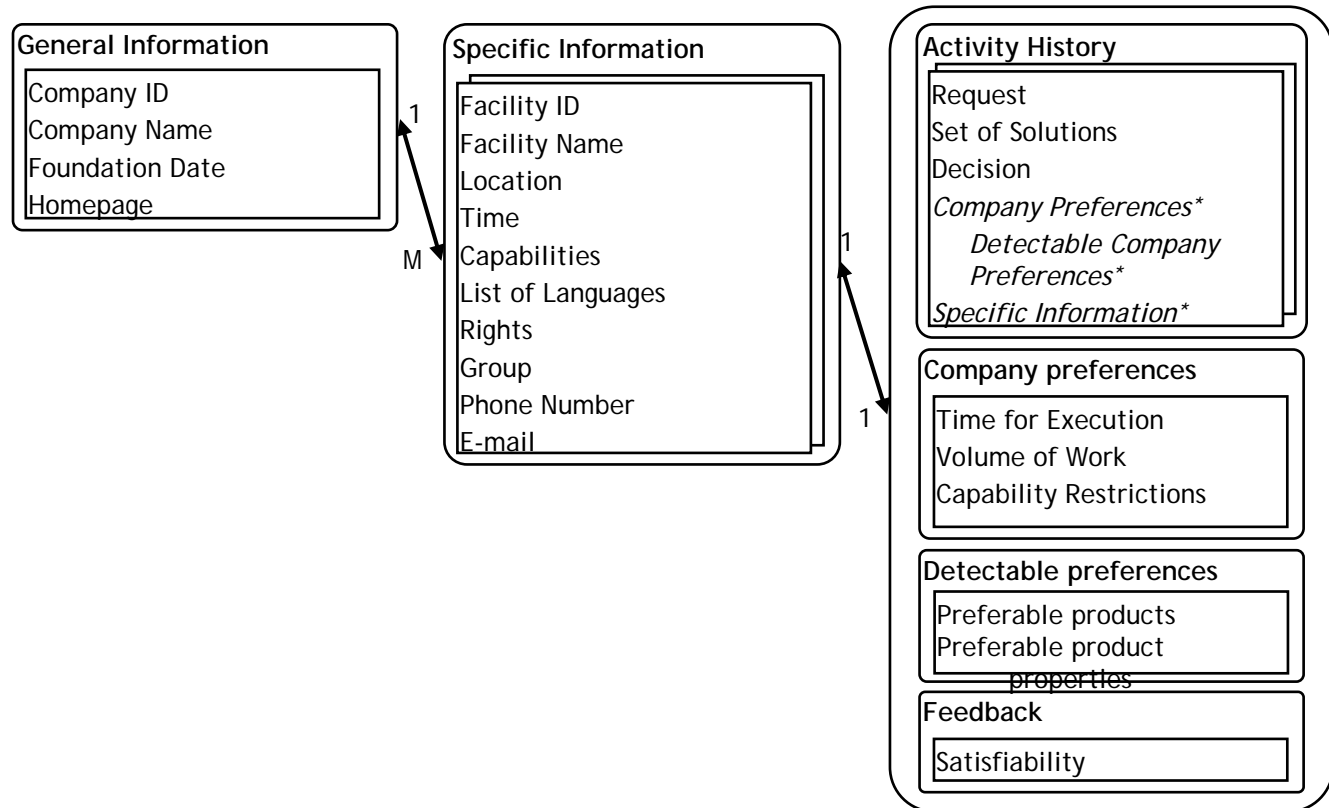 General Information
Company ID
Company Name
Foundation Date
Homepage
1
M
Specific Information
Facility ID
Facility Name
Location
Time
Capabilities
List of Languages
Rights
Group
Phone Number
E-mail
1
1
Activity History
Request
Set of Solutions
Decision
Company Preferences*
Detectable Company
Preferences*
Specific Information*
Company preferences
Time for Execution
Volume of Work
Capability Restrictions
Detectable preferences
Preferable products
Preferable product
properties
Feedback
Satisfiability